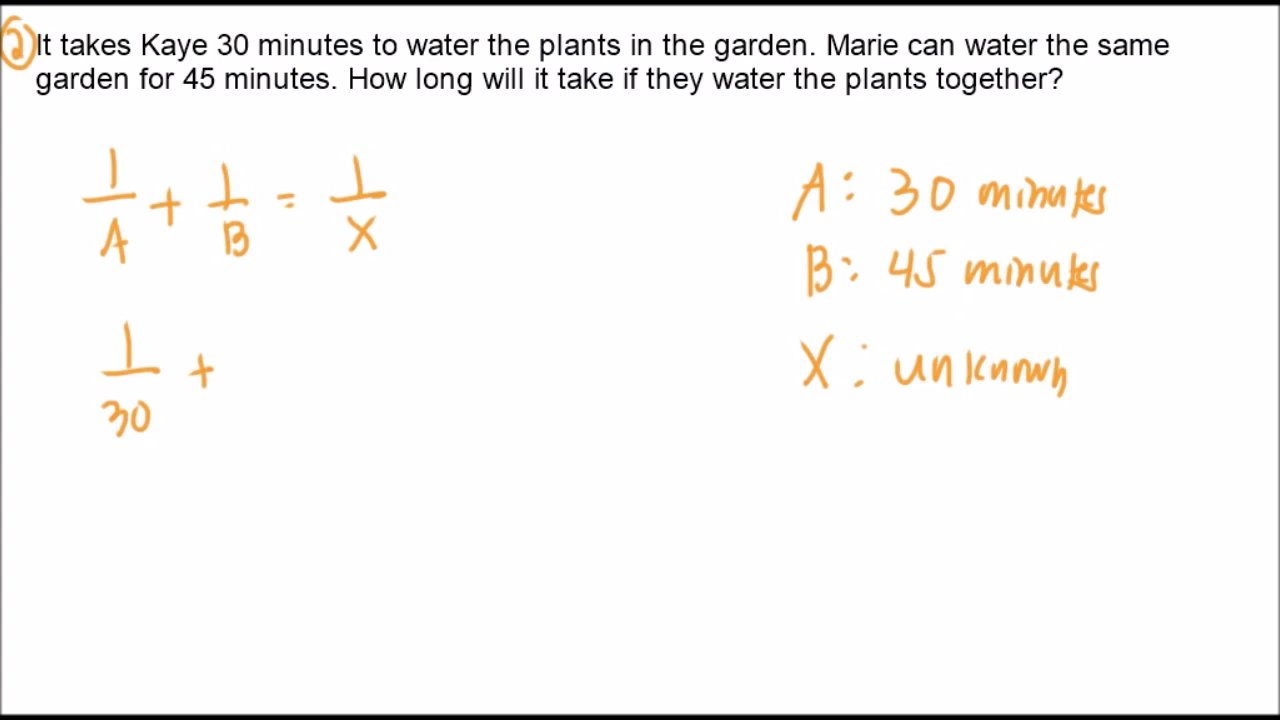 2 It takes Kaye 30 minutes to water the plants in the garden. Marie can water the same
garden for 45 minutes. How long will it take if they water the plants together?
1/A + 1/B = 1/X
A: 30 minutes
B: 45 minutes
1/30 +
X: unknown